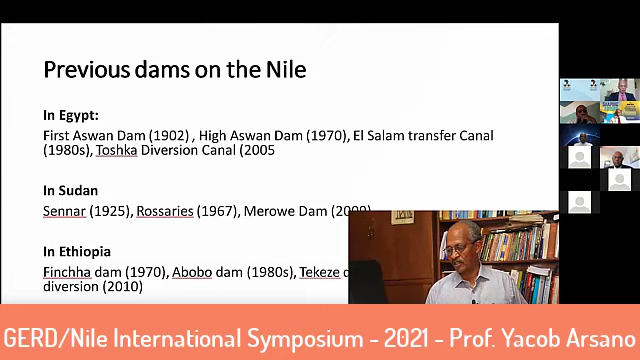 Previous dams on the Nile
In Egypt:
First Aswan Dam (1902) , High Aswan Dam (1970), El Salam transfer Canal
(1980s), Toshka Diversion Canal (2005
In Sudan
Sennar (1925), Rossaries (1967), Merowe Dam (2009)
In Ethiopia
Finchha dam (1970), Abobo dam (1980s), Tekeze
diversion (2010)
GERD/Nile International Symposium - 2021 - Prof. Yacob Arsano